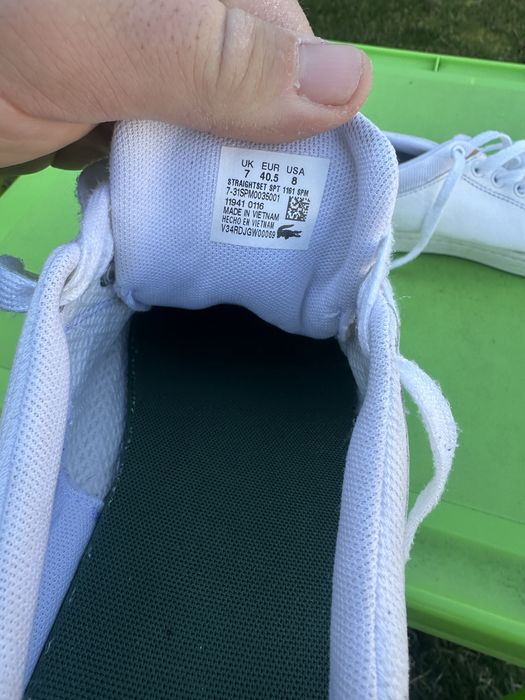 UK EUR USA
7 40.5 8
STRAIGHTSET SPT 1161 SPM
7-31SPM0035001
11941 0116
MADE IN VIETNAM
HECHO EN VIETNAM
V34RDJGW00069